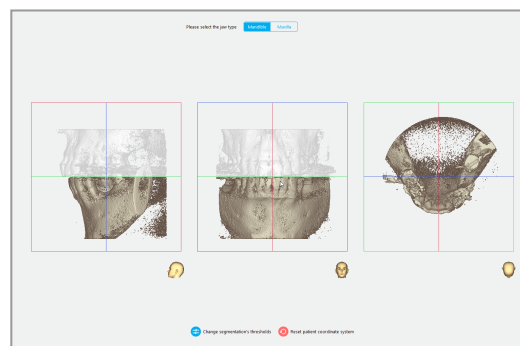 Please select the jaw type Mandible Maxilla
Change segmentation's thresholds Reset patient coordinate system